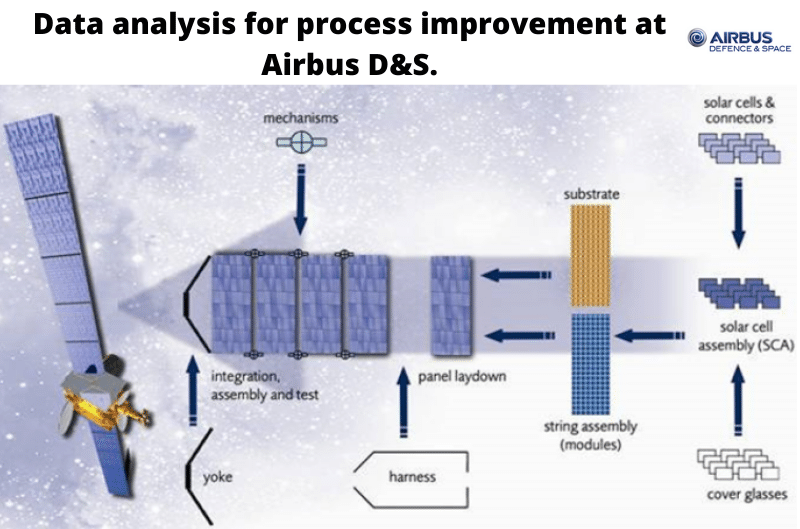 Data analysis for process improvement at
Airbus D&S.
AIRBUS
DEFENCE & SPACE
solar cells &
connectors
mechanisms
substrate
solar cell
assembly (SCA)
integration,
assembly and test
panel laydown
string assembly
(modules)
yoke
harness
cover glasses